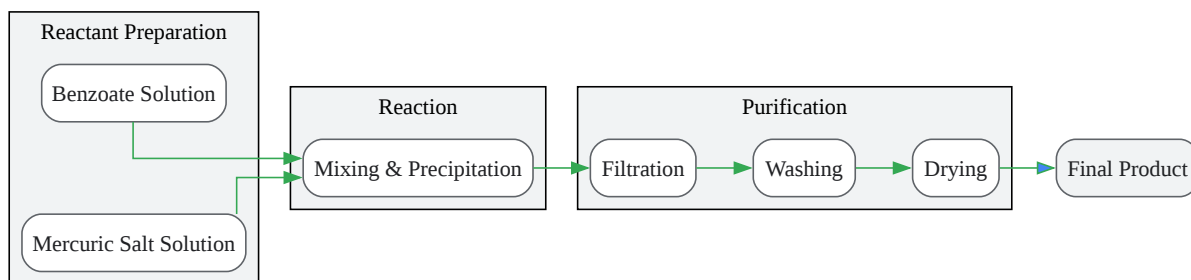 Reactant Preparation
Benzoate Solution
Mercuric Salt Solution
Reaction
Mixing & Precipitation
Purification
Filtration
Washing
Drying
Final Product